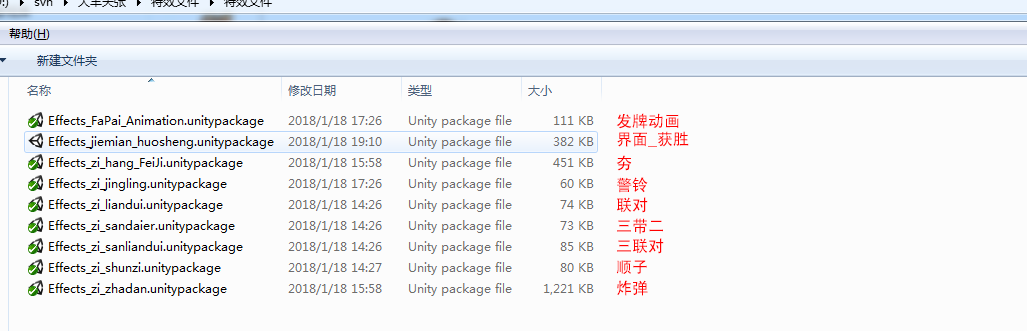 svn ▸ 大丰关张 ▸ 特效文件 ▸ 特效文件
帮助(H)
新建文件夹
名称 修改日期 类型 大小
Effects_FaPai_Animation.unitypackage 2018/1/18 17:26 Unity package file 111 KB 发牌动画
Effects_jiemian_huosheng.unitypackage 2018/1/18 19:10 Unity package file 382 KB 界面_获胜
Effects_zi_hang_FeiJi.unitypackage 2018/1/18 15:58 Unity package file 451 KB 夯
Effects_zi_jingling.unitypackage 2018/1/18 17:26 Unity package file 60 KB 警铃
Effects_zi_liandui.unitypackage 2018/1/18 14:26 Unity package file 74 KB 联对
Effects_zi_sandaier.unitypackage 2018/1/18 14:26 Unity package file 73 KB 三带二
Effects_zi_sanliandui.unitypackage 2018/1/18 14:26 Unity package file 85 KB 三联对
Effects_zi_shunzi.unitypackage 2018/1/18 14:27 Unity package file 80 KB 顺子
Effects_zi_zhadan.unitypackage 2018/1/18 15:58 Unity package file 1,221 KB 炸弹